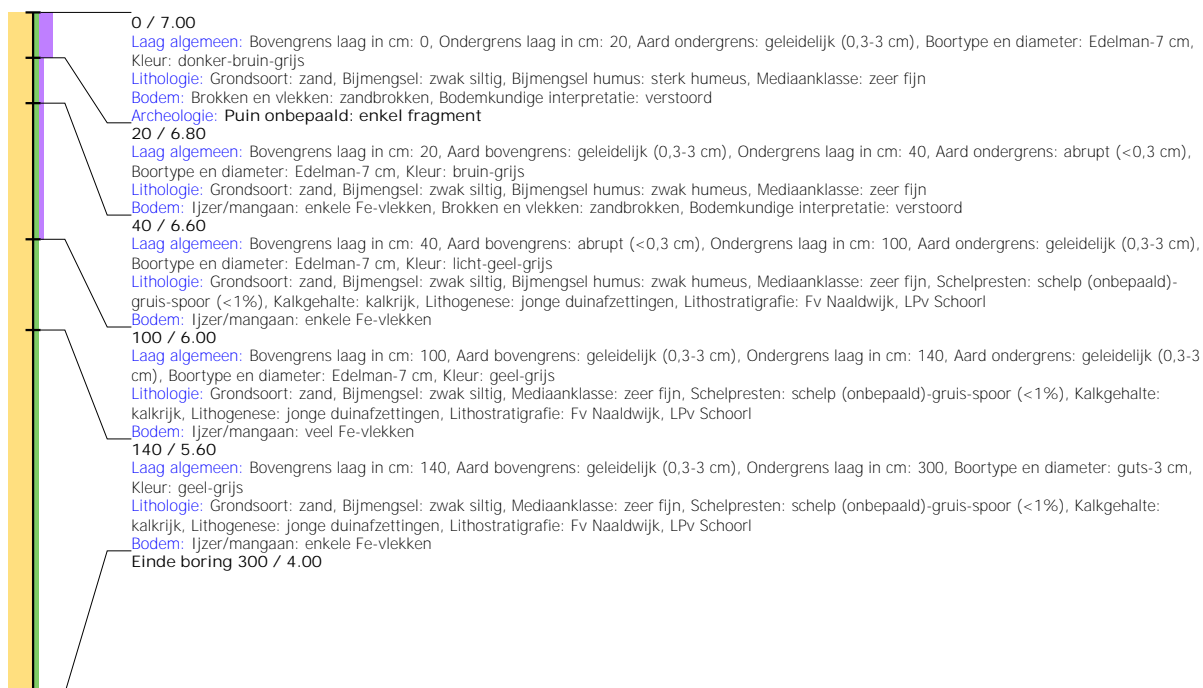 0 / 7.00
Laag algemeen: Bovengrens laag in cm: 0, Ondergrens laag in cm: 20, Aard ondergrens: geleidelijk (0,3-3 cm), Boortype en diameter: Edelman-7 cm,
Kleur: donker-bruin-grijs
Lithologie: Grondsoort: zand, Bijmengsel: zwak siltig, Bijmengsel humus: sterk humeus, Mediaanklasse: zeer fijn
Bodem: Brokken en vlekken: zandbrokken, Bodemkundige interpretatie: verstoord
Archeologie: Puin onbepaald: enkel fragment
20 / 6.80
Laag algemeen: Bovengrens laag in cm: 20, Aard bovengrens: geleidelijk (0,3-3 cm), Ondergrens laag in cm: 40, Aard ondergrens: abrupt (<0,3 cm),
Boortype en diameter: Edelman-7 cm, Kleur: bruin-grijs
Lithologie: Grondsoort: zand, Bijmengsel: zwak siltig, Bijmengsel humus: zwak humeus, Mediaanklasse: zeer fijn
Bodem: Ijzer/mangaan: enkele Fe-vlekken, Brokken en vlekken: zandbrokken, Bodemkundige interpretatie: verstoord
40 / 6.60
Laag algemeen: Bovengrens laag in cm: 40, Aard bovengrens: abrupt (<0,3 cm), Ondergrens laag in cm: 100, Aard ondergrens: geleidelijk (0,3-3 cm),
Boortype en diameter: Edelman-7 cm, Kleur: licht-geel-grijs
Lithologie: Grondsoort: zand, Bijmengsel: zwak siltig, Bijmengsel humus: zwak humeus, Mediaanklasse: zeer fijn, Schelpresten: schelp (onbepaald)-
gruis-spoor (<1%), Kalkgehalte: kalkrijk, Lithogenese: jonge duinafzettingen, Lithostratigrafie: Fv Naaldwijk, LPv Schoorl
Bodem: Ijzer/mangaan: enkele Fe-vlekken
100 / 6.00
Laag algemeen: Bovengrens laag in cm: 100, Aard bovengrens: geleidelijk (0,3-3 cm), Ondergrens laag in cm: 140, Aard ondergrens: geleidelijk (0,3-3
cm), Boortype en diameter: Edelman-7 cm, Kleur: geel-grijs
Lithologie: Grondsoort: zand, Bijmengsel: zwak siltig, Mediaanklasse: zeer fijn, Schelpresten: schelp (onbepaald)-gruis-spoor (<1%), Kalkgehalte:
kalkrijk, Lithogenese: jonge duinafzettingen, Lithostratigrafie: Fv Naaldwijk, LPv Schoorl
Bodem: Ijzer/mangaan: veel Fe-vlekken
140 / 5.60
Laag algemeen: Bovengrens laag in cm: 140, Aard bovengrens: geleidelijk (0,3-3 cm), Ondergrens laag in cm: 300, Boortype en diameter: guts-3 cm,
Kleur: geel-grijs
Lithologie: Grondsoort: zand, Bijmengsel: zwak siltig, Mediaanklasse: zeer fijn, Schelpresten: schelp (onbepaald)-gruis-spoor (<1%), Kalkgehalte:
kalkrijk, Lithogenese: jonge duinafzettingen, Lithostratigrafie: Fv Naaldwijk, LPv Schoorl
Bodem: Ijzer/mangaan: enkele Fe-vlekken
Einde boring 300 / 4.00